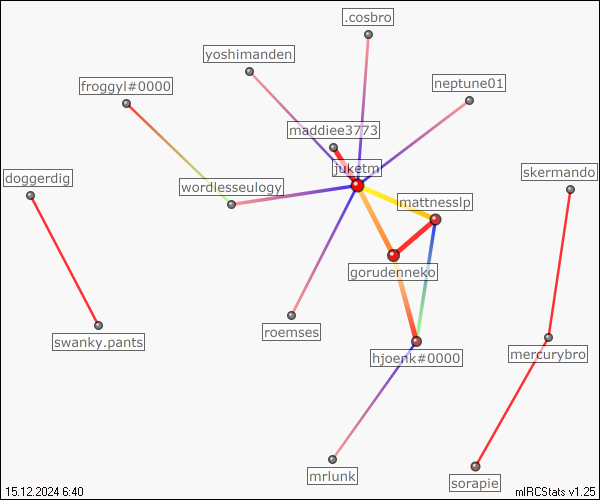 .cosbro
yoshimanden
froggyl#0000
neptune01
maddiee3773
juketm
doggerdig
wordlesseulogy
skermando
mattnesslp
gorudenneko
roemses
swanky.pants
hjoenk#0000
mercurybro
mrlunk
sorapie
15.12.2024 6:40
mIRCStats v1.25